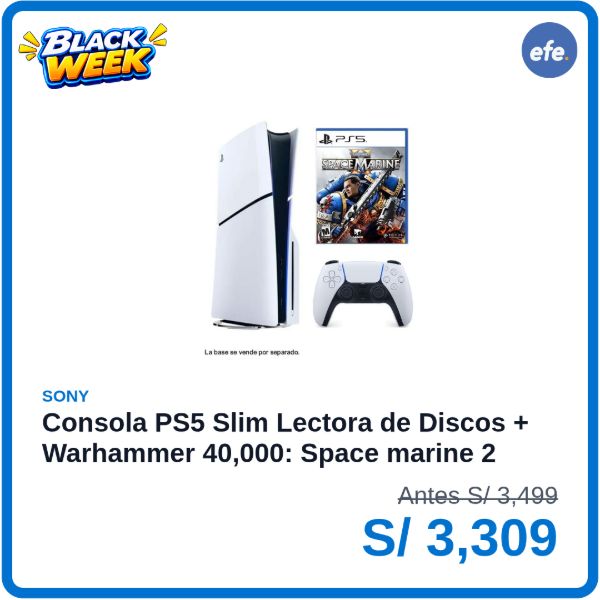 BLACK
WEEK
efe.
PS5
SPACE MARINE
La base se vende por separado.
SONY
Consola PS5 Slim Lectora de Discos +
Warhammer 40,000: Space marine 2
Antes S/ 3,499
S/ 3,309